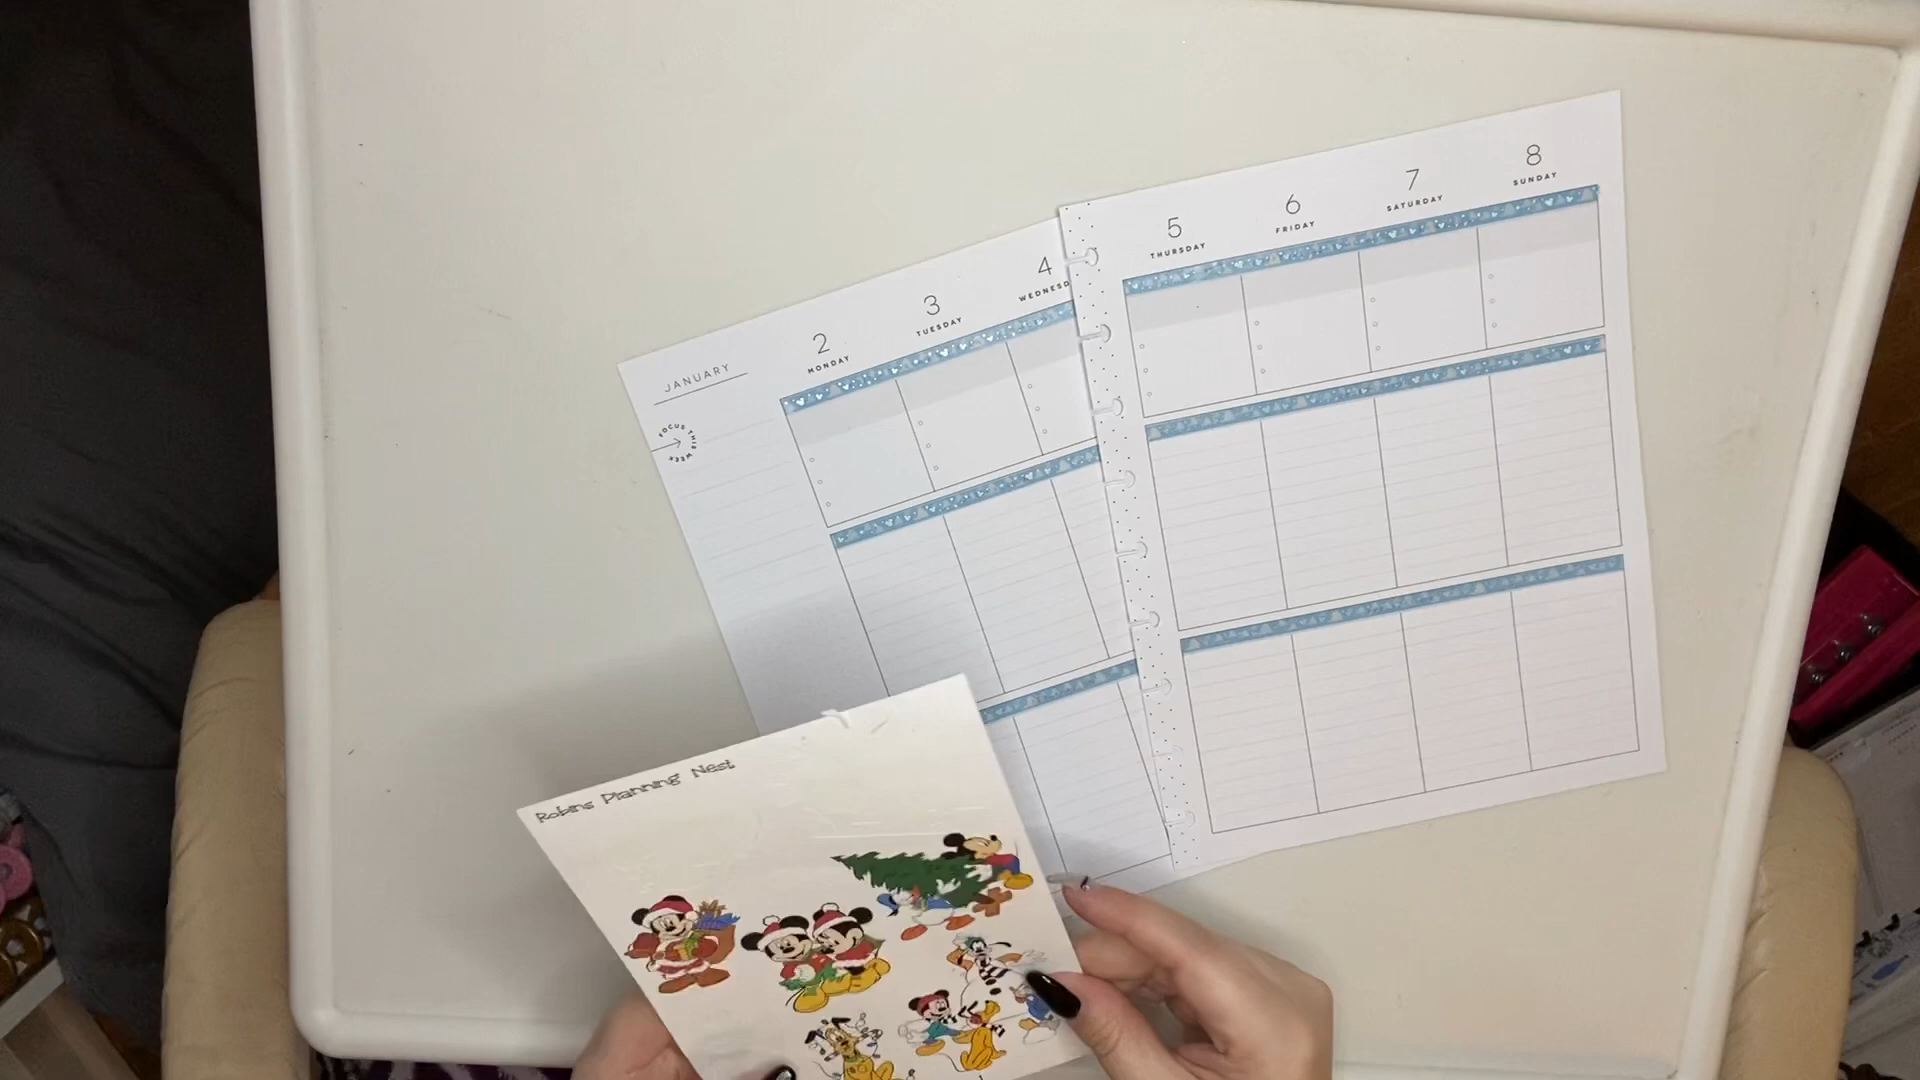 JANUARY
FOCUS THIS WEEK
2
MONDAY
3
TUESDAY
4
WEDNESD
5
THURSDAY
6
FRIDAY
7
SATURDAY
8
SUNDAY
Robins Planning Nest